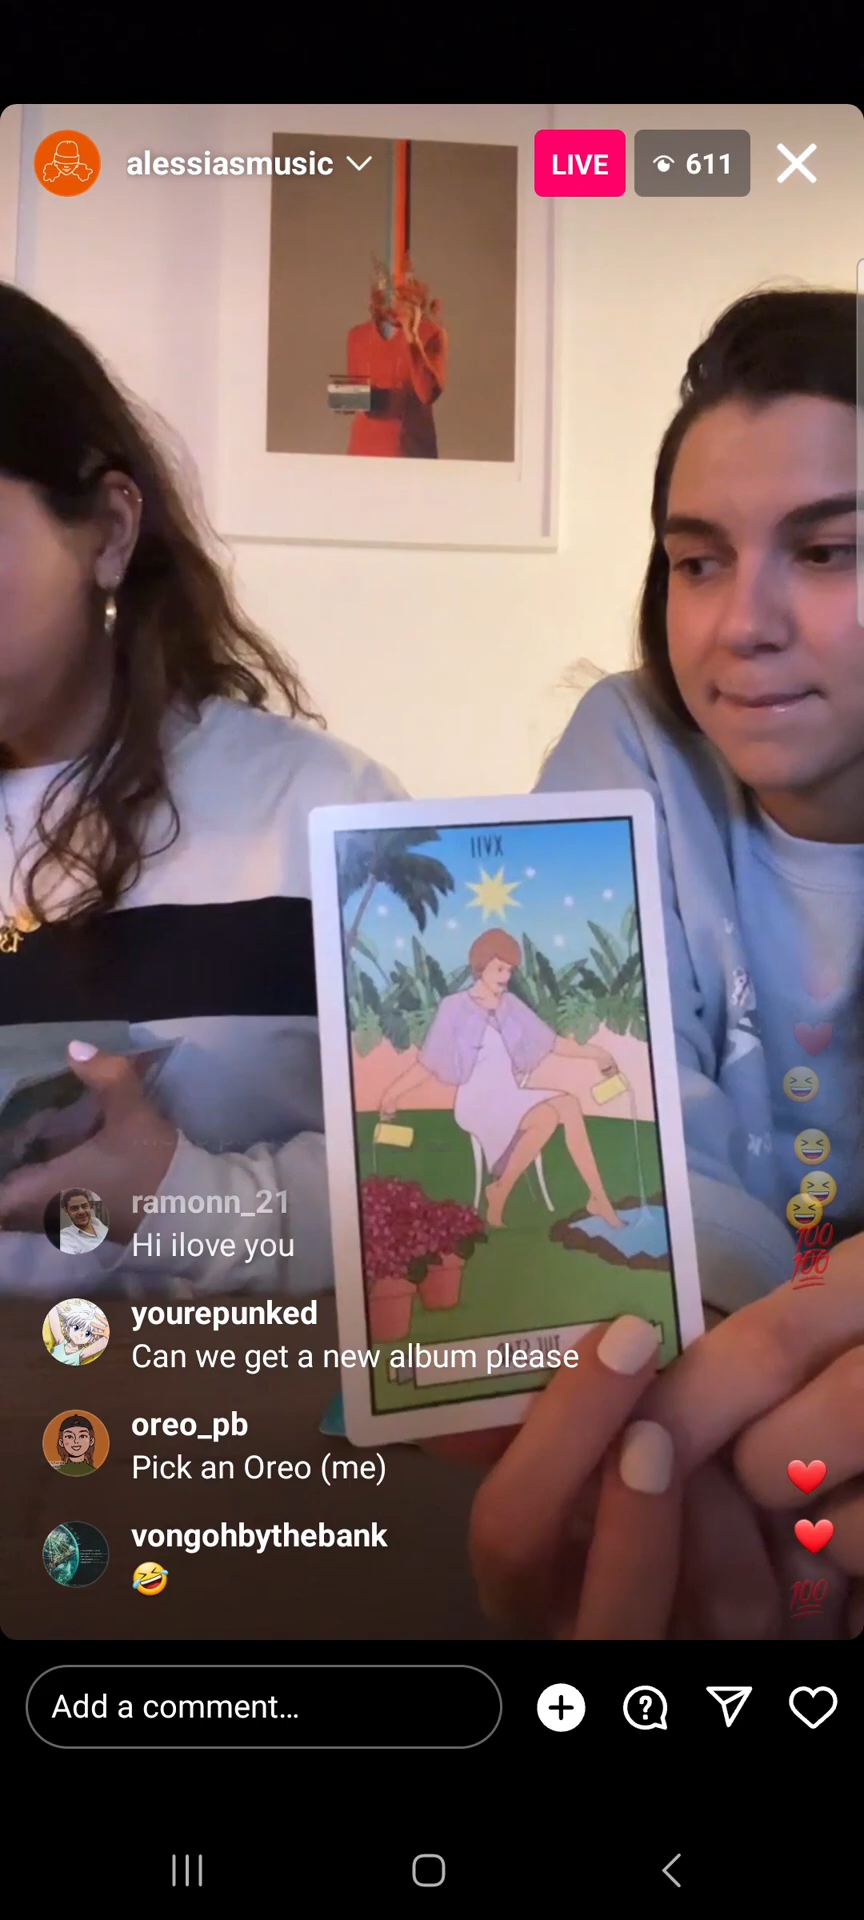 alessiasmusic
LIVE
611
XVII
ramonn_21
Hi ilove you
yourepunked
Can we get a new album please
oreo_pb
Pick an Oreo (me)
vongohbythebank
Add a comment...